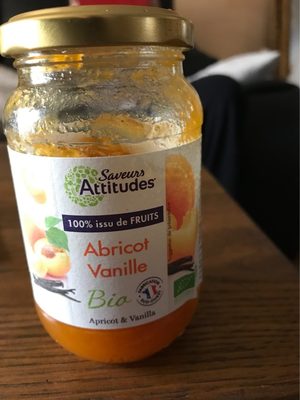 Saveurs
Attitudes
100% issu de FRUITS
Abricot
Vanille
Bio
Apricot & Vanilla